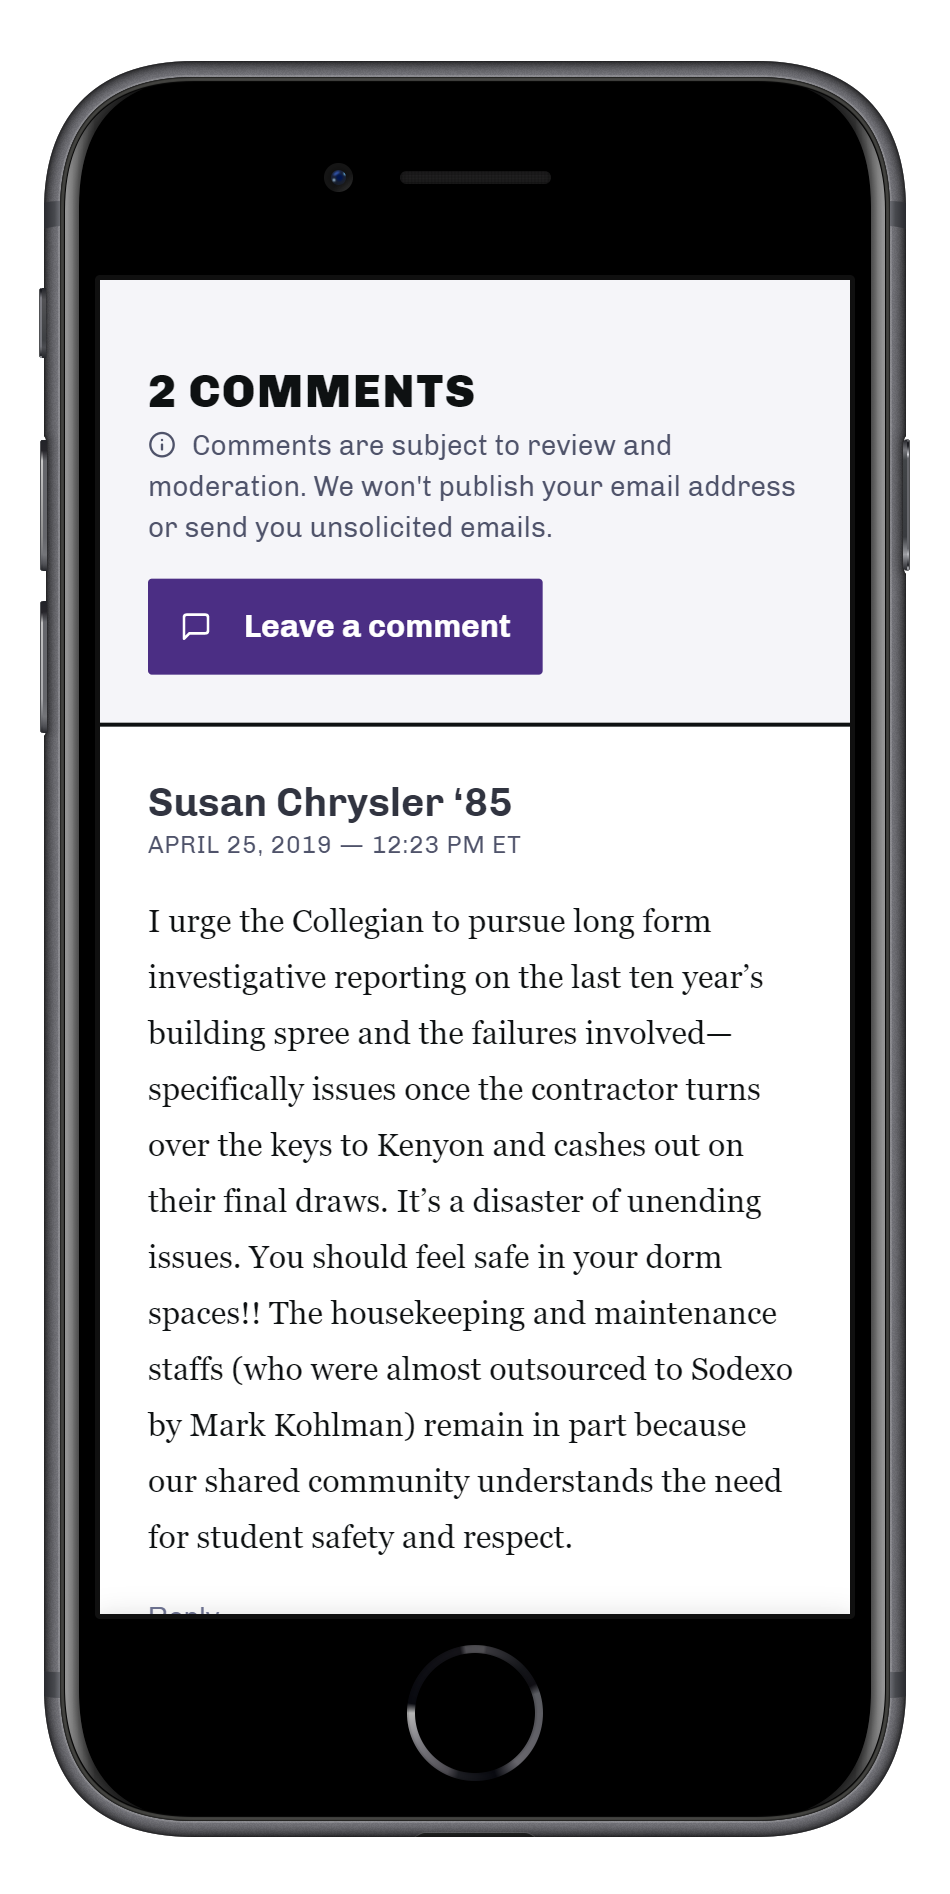 2 COMMENTS
Comments are subject to review and
moderation. We won't publish your email address
or send you unsolicited emails.
Leave a comment
Susan Chrysler ‘85
APRIL 25, 2019 — 12:23 PM ET
I urge the Collegian to pursue long form
investigative reporting on the last ten year’s
building spree and the failures involved—
specifically issues once the contractor turns
over the keys to Kenyon and cashes out on
their final draws. It’s a disaster of unending
issues. You should feel safe in your dorm
spaces!! The housekeeping and maintenance
staffs (who were almost outsourced to Sodexo
by Mark Kohlman) remain in part because
our shared community understands the need
for student safety and respect.
Reply